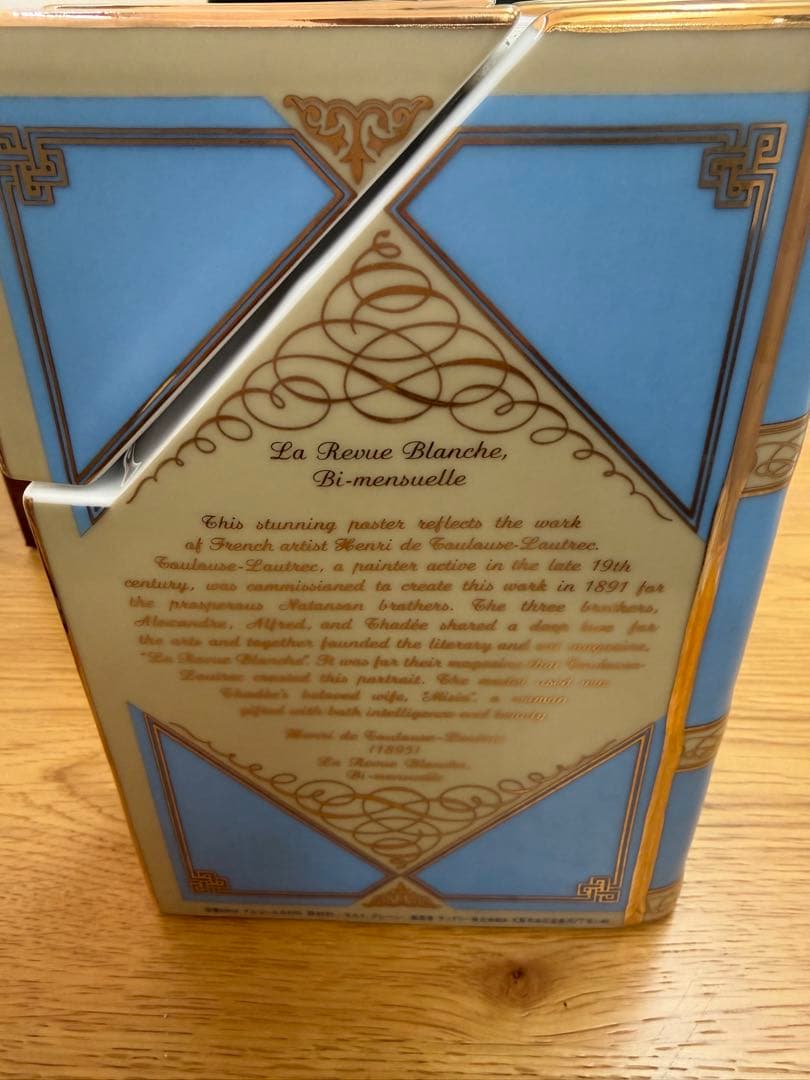 La Revue Blanche,
Bi-mensuelle
This stunning poster reflects the work
of French artist Henri de Toulouse-Lautrec.
Toulouse-Lautrec, a painter active in the late 19th
century, was commissioned to create this work in 1891 for
the prosperous Natanson brothers. The three brothers,
Alexandre, Alfred, and Thadée shared a deep love for
the arts and together founded the literary and art magazine,
"La Revue Blanche". It was for their magazine that Toulouse-
Lautrec created this portrait. The model used was
Thadée's beloved wife, "Misia", a woman
gifted with both intelligence and beauty.
Henri de Toulouse-Lautrec
(1895)
La Revue Blanche,
Bi-mensuelle